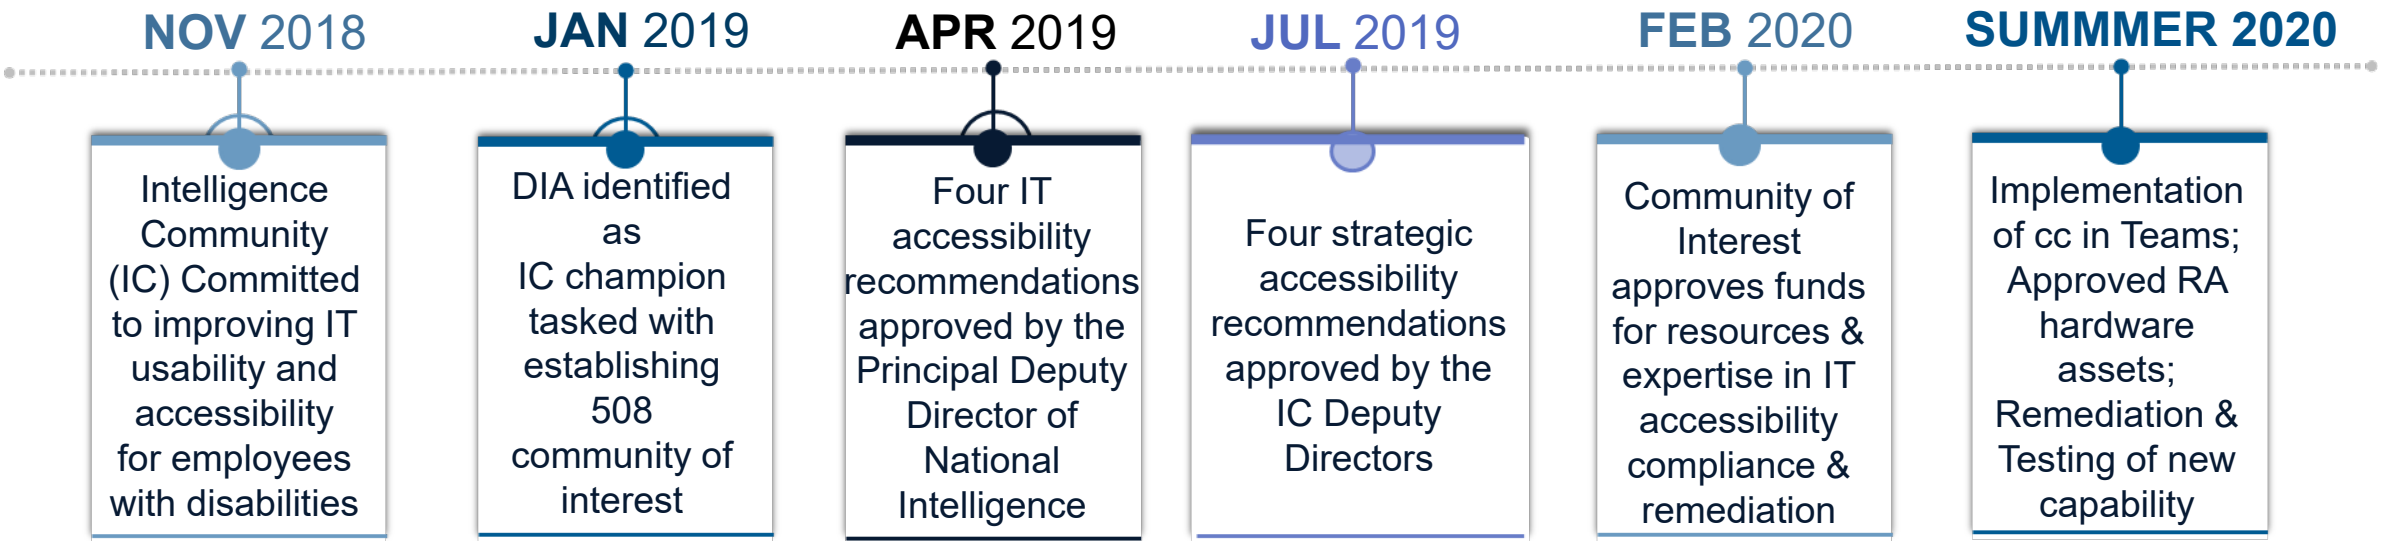 NOV 2018
Intelligence
Community
(IC) Committed
to improving IT
usability and
accessibility
for employees
with disabilities
JAN 2019
DIA identified
as
IC champion
tasked with
establishing
508
community of
interest
APR 2019
Four IT
accessibility
recommendations
approved by the
Principal Deputy
Director of
National
Intelligence
JUL 2019
Four strategic
accessibility
recommendations
approved by the
IC Deputy
Directors
FEB 2020
Community of
Interest
approves funds
for resources &
expertise in IT
accessibility
compliance &
remediation
SUMMMER 2020
Implementation
of cc in Teams;
Approved RA
hardware
assets;
Remediation &
Testing of new
capability